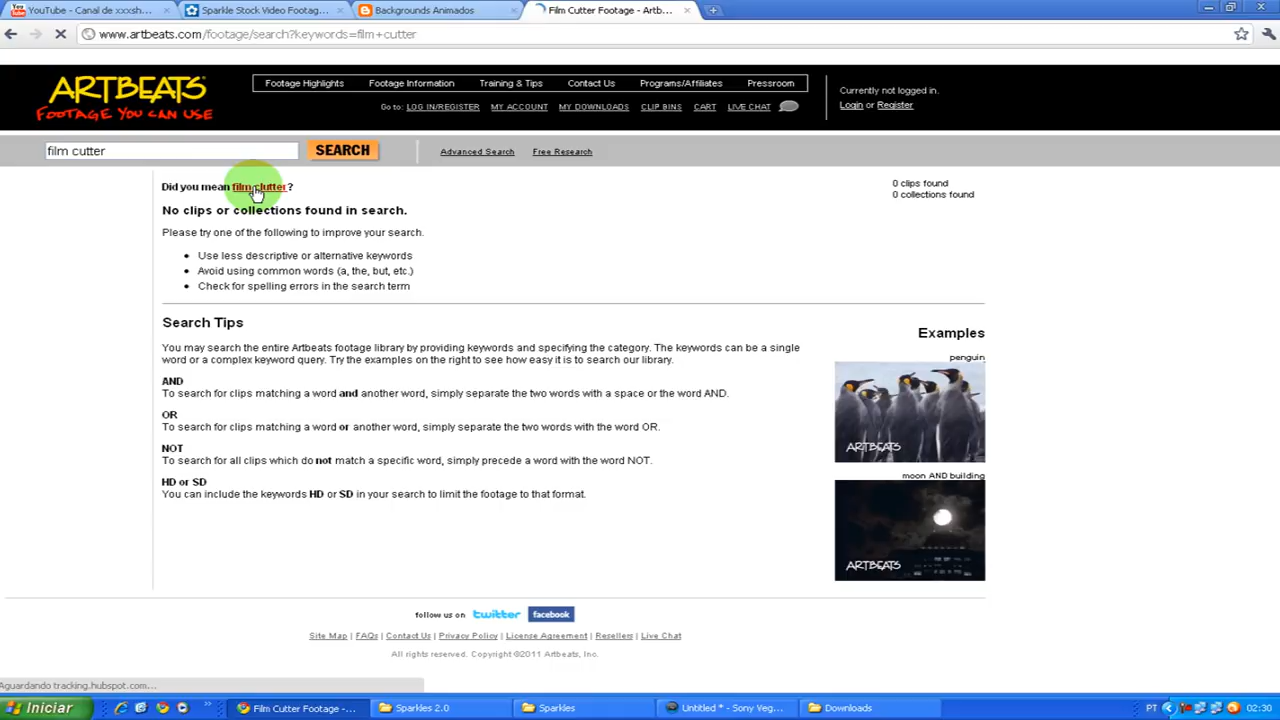 YouTube - Canal de xxxsh...
Sparkle Stock Video Footag...
Backgrounds Animados
Film Cutter Footage - Artb...
www.artbeats.com/footage/search?keywords=film+cutter
ARTBEATS
FOOTAGE YOU CAN USE
Footage Highlights
Footage Information
Training & Tips
Contact Us
Programs/Affiliates
Pressroom
Go to: LOG IN/REGISTER MY ACCOUNT MY DOWNLOADS CLIP BINS CART LIVE CHAT
Currently not logged in.
Login or Register
film cutter
SEARCH
Advanced Search
Free Research
Did you mean film clutter?
0 clips found
0 collections found
No clips or collections found in search.
Please try one of the following to improve your search.
Use less descriptive or alternative keywords
Avoid using common words (a, the, but, etc.)
Check for spelling errors in the search term
Search Tips
You may search the entire Artbeats footage library by providing keywords and specifying the category. The keywords can be a single
word or a complex keyword query. Try the examples on the right to see how easy it is to search our library.
AND
To search for clips matching a word and another word, simply separate the two words with a space or the word AND.
OR
To search for clips matching a word or another word, simply separate the two words with the word OR.
NOT
To search for all clips which do not match a specific word, simply precede a word with the word NOT.
HD or SD
You can include the keywords HD or SD in your search to limit the footage to that format.
Examples
penguin
ARTBEATS
moon AND building
ARTBEATS
follow us on twitter facebook
Site Map | FAQs | Contact Us | Privacy Policy | License Agreement | Resellers | Live Chat
All rights reserved. Copyright ©2011 Artbeats, Inc.
Aguardando tracking.hubspot.com...
Iniciar
Film Cutter Footage -...
Sparkles 2.0
Sparkles
Untitled * - Sony Veg...
Downloads
PT
02:30